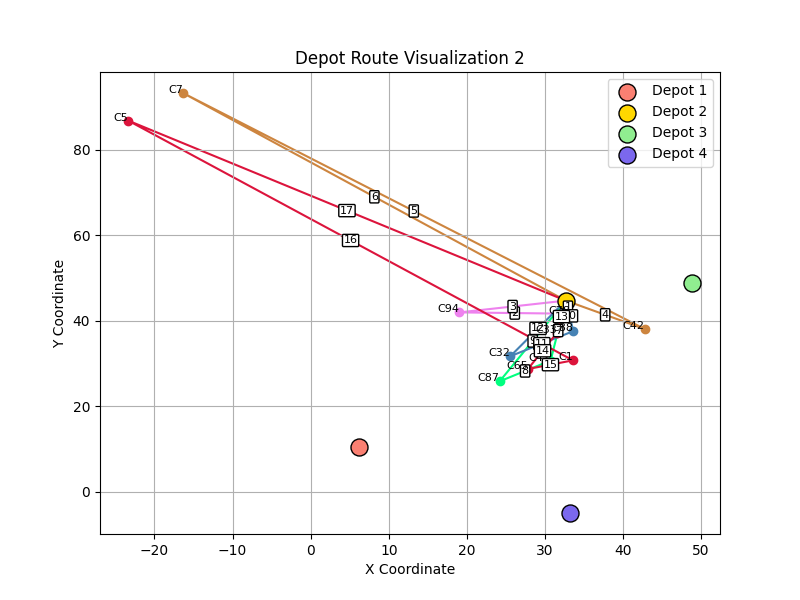 Depot Route Visualization 2
Depot 1
Depot 2
Depot 3
Depot 4
C7
C5
6
5
17
16
C94
3
2
4
C42
13
12
C88
C32
11
14
C1
15
C65
8
C87
80
60
40
20
0
Y Coordinate
−20
−10
0
10
20
30
40
50
X Coordinate